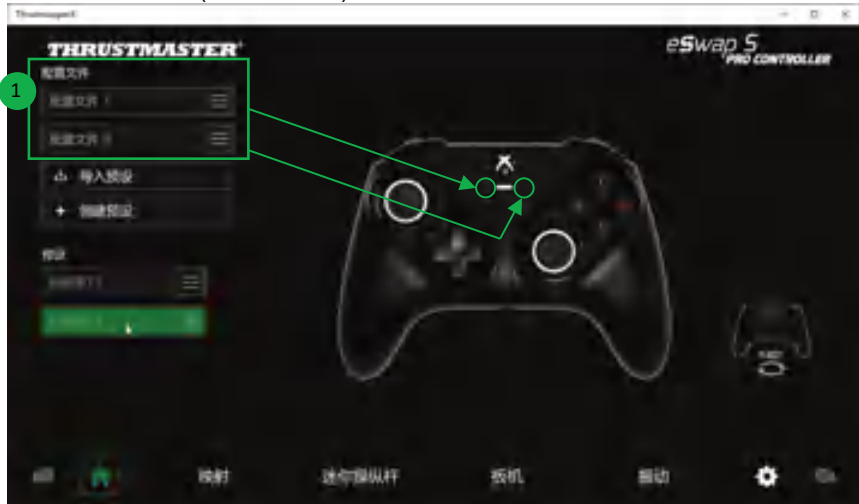 ThrustmapperX
THRUSTMASTER
eSwap S
PRO CONTROLLER
配置文件
1
配置文件 1
配置文件 2
导入预设
+ 创建预设
预设
映射
迷你操纵杆
扳机
振动